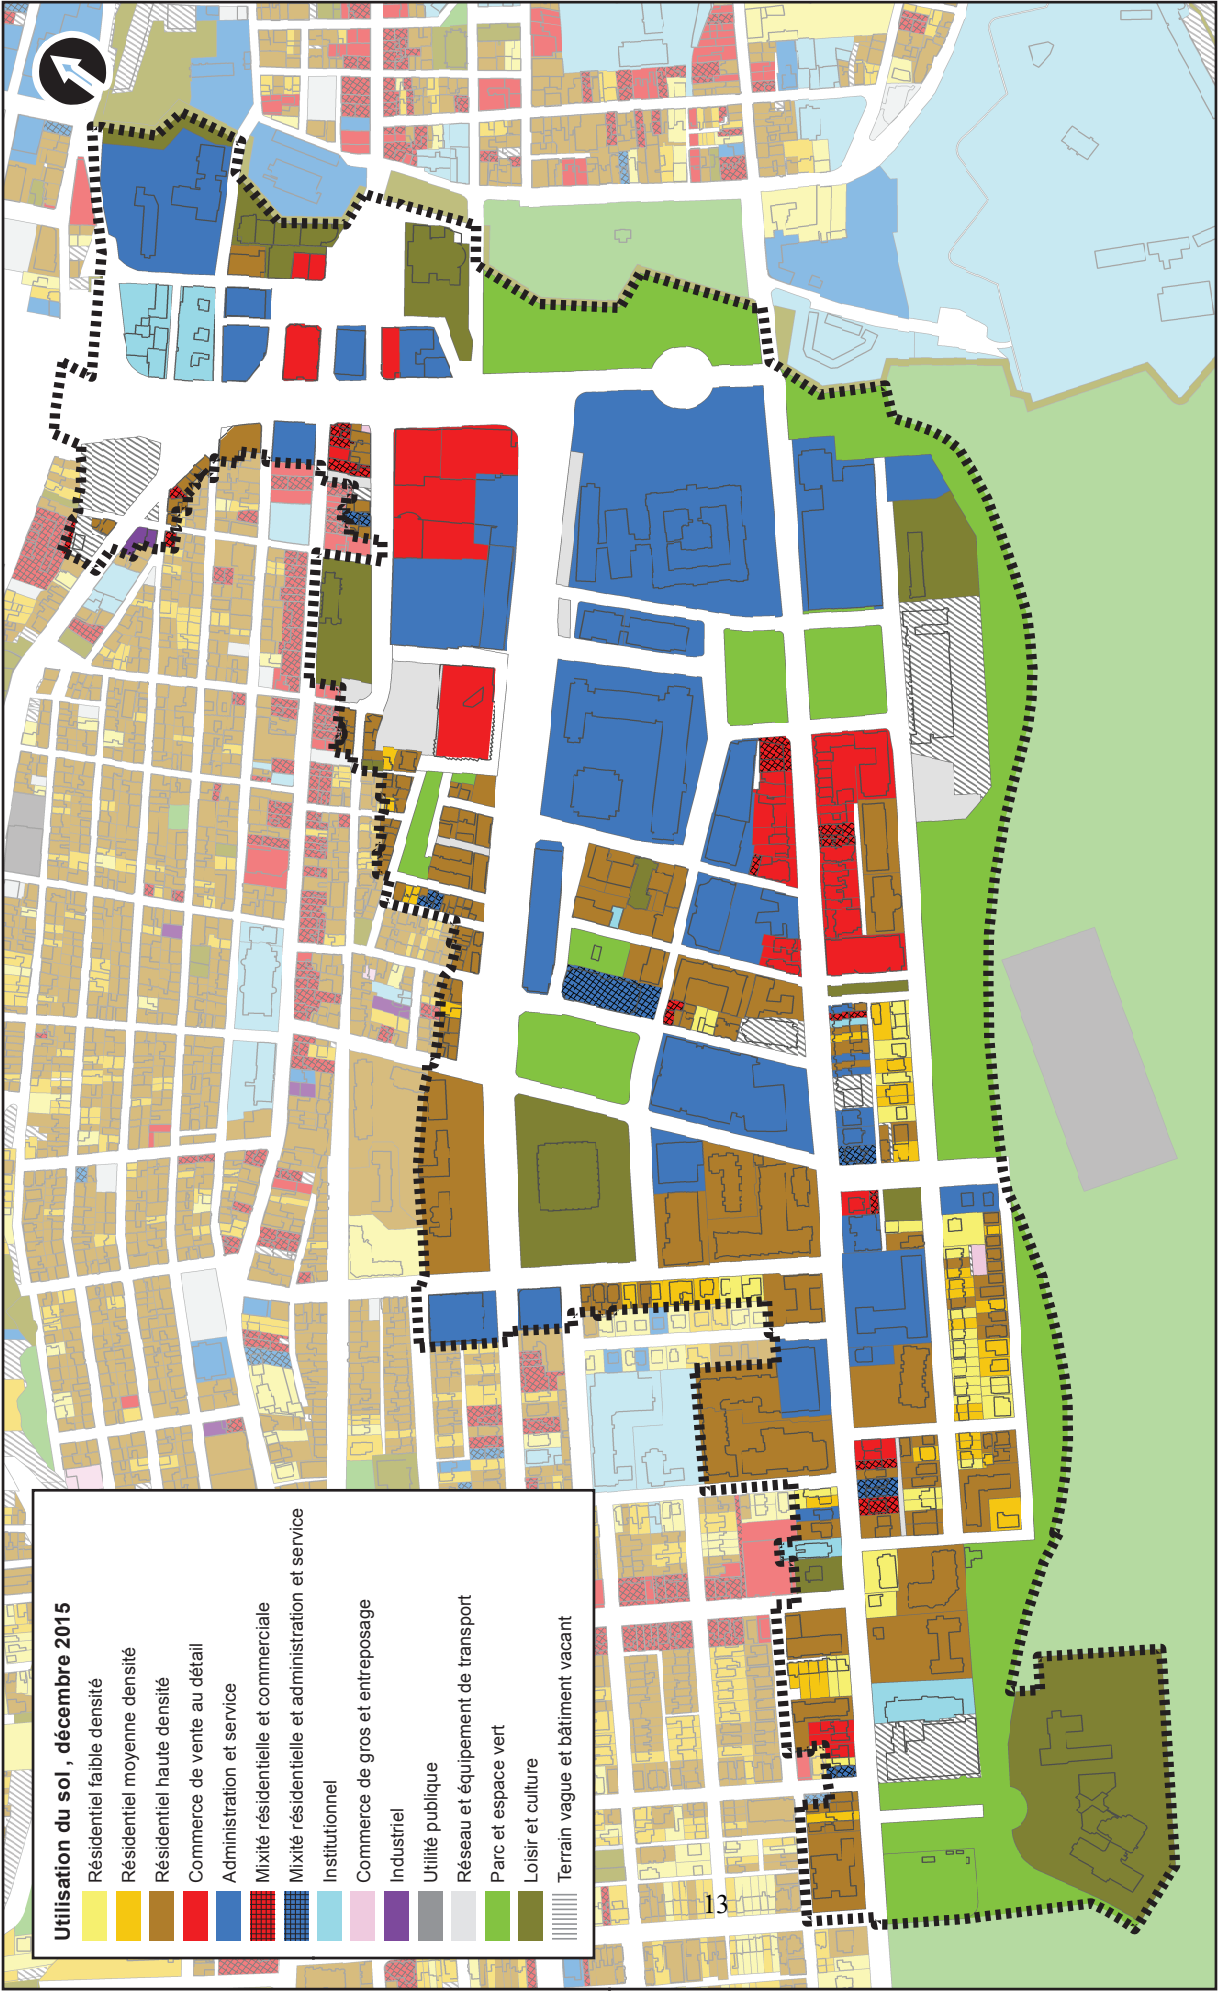 Utilisation du sol , décembre 2015
Résidentiel faible densité
Résidentiel moyenne densité
Résidentiel haute densité
Commerce de vente au détail
Administration et service
Mixité résidentielle et commerciale
Mixité résidentielle et administration et service
Institutionnel
Commerce de gros et entreposage
Industriel
Utilité publique
Réseau et équipement de transport
Parc et espace vert
Loisir et culture
Terrain vague et bâtiment vacant
13